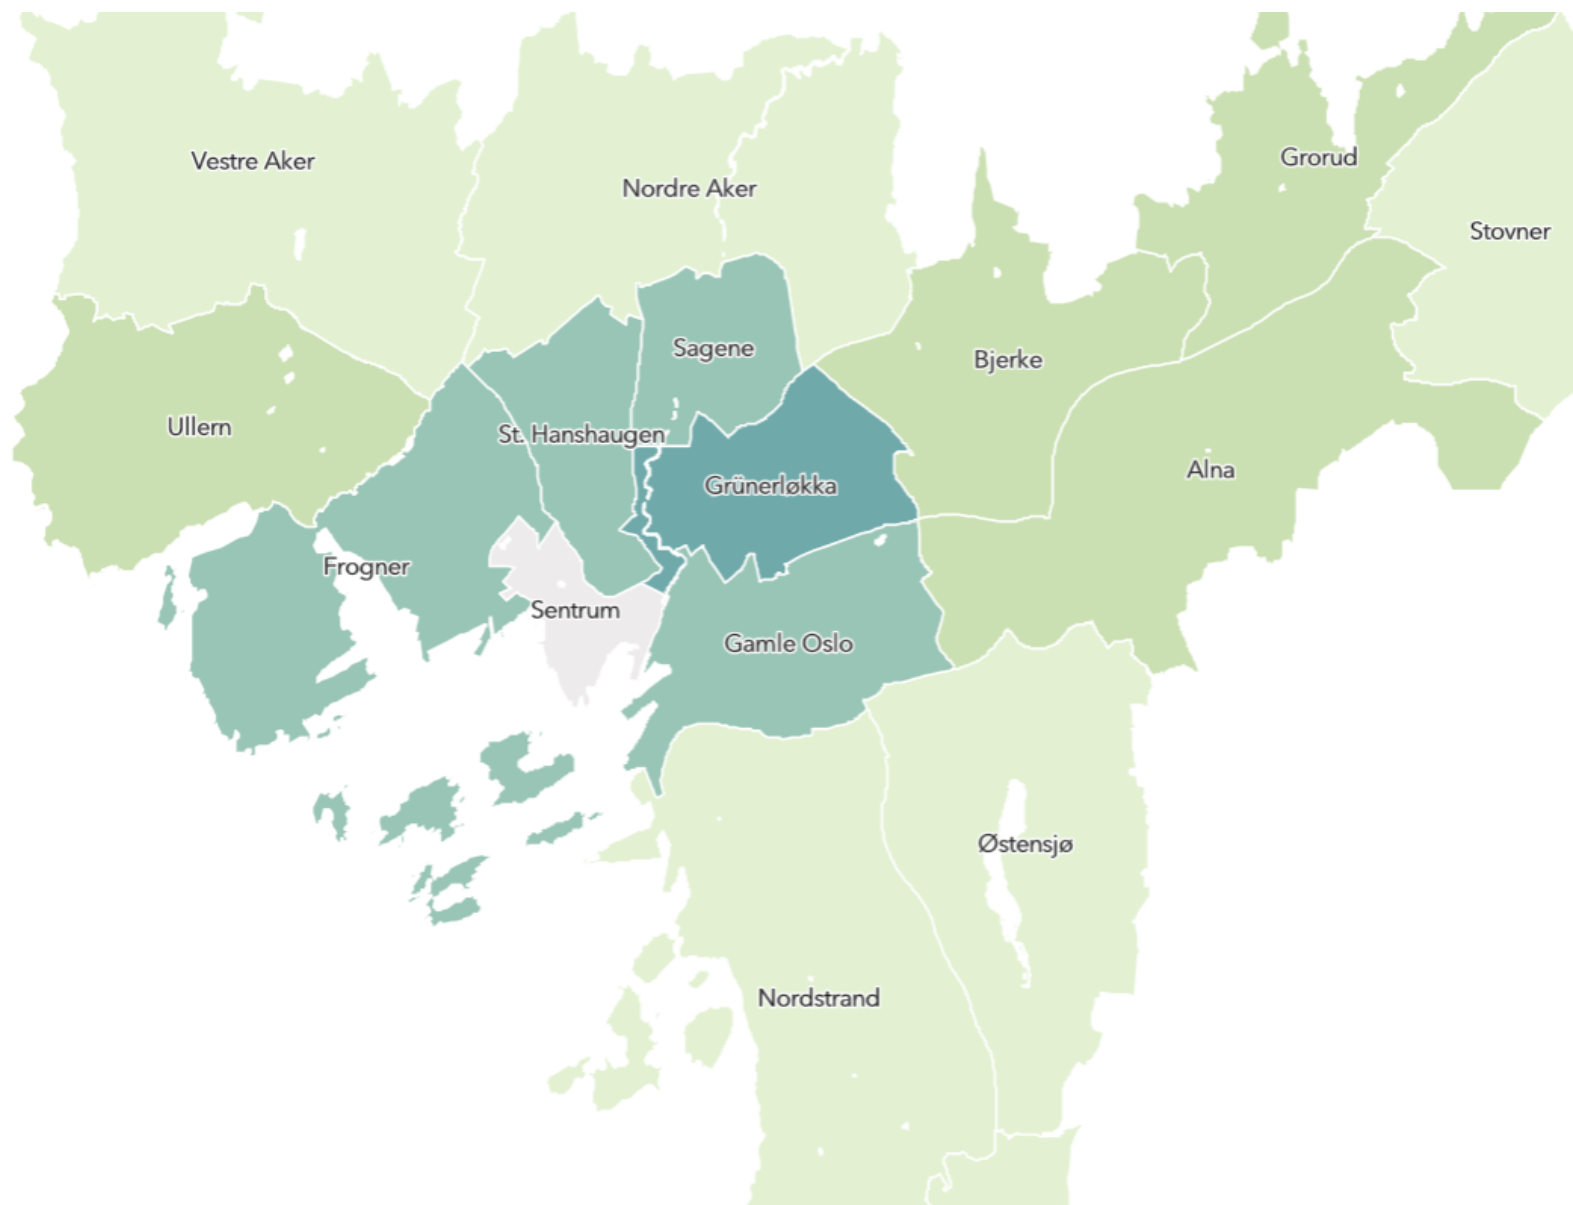 Vestre Aker
Nordre Aker
Grorud
Stovner
Sagene
Bjerke
Ullern
St. Hanshaugen
Grünerløkka
Alna
Frogner
Sentrum
Gamle Oslo
Østensjø
Nordstrand